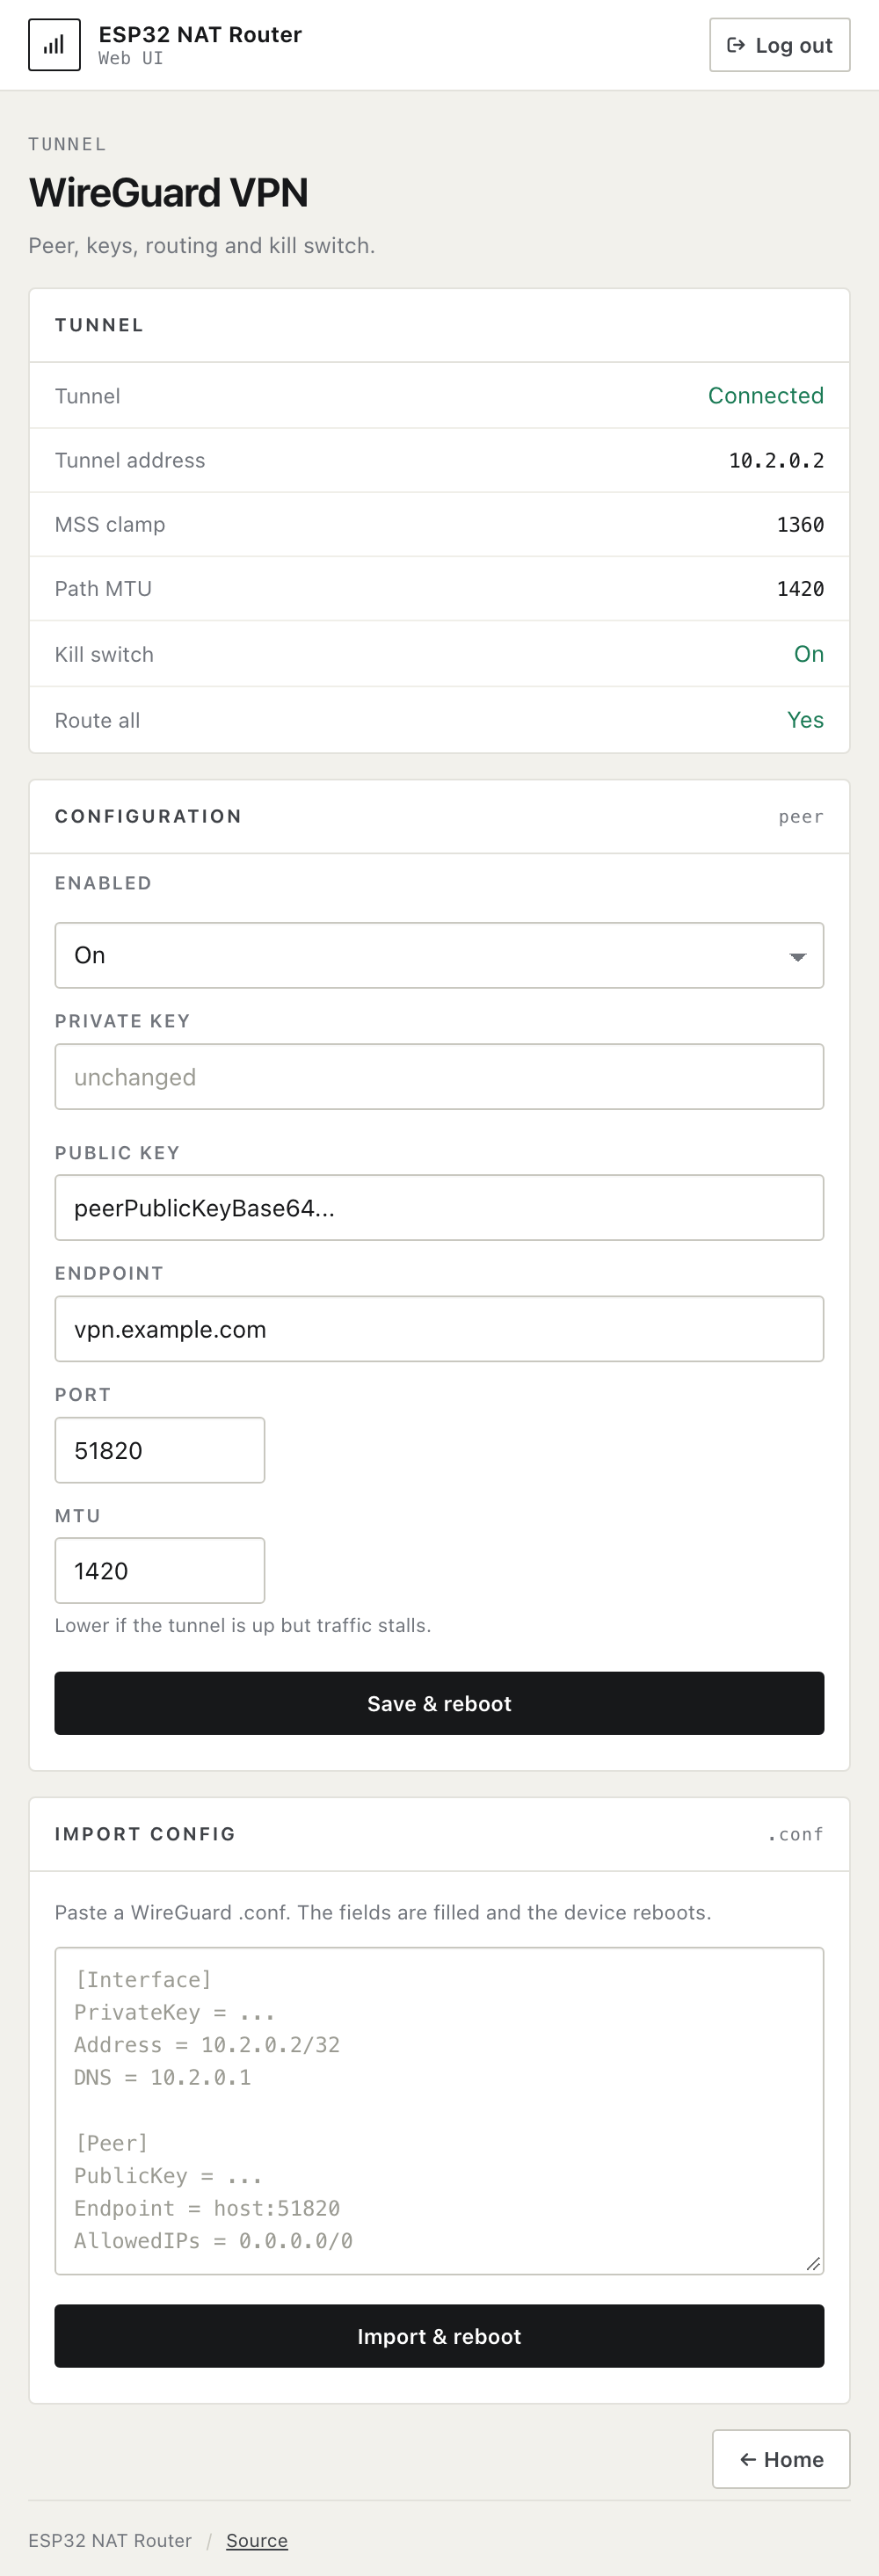 ESP32 NAT Router
Web UI
Log out
TUNNEL
WireGuard VPN
Peer, keys, routing and kill switch.
TUNNEL
Tunnel
Connected
Tunnel address
10.2.0.2
MSS clamp
1360
Path MTU
1420
Kill switch
On
Route all
Yes
CONFIGURATION
peer
ENABLED
On
PRIVATE KEY
unchanged
PUBLIC KEY
peerPublicKeyBase64...
ENDPOINT
vpn.example.com
PORT
51820
MTU
1420
Lower if the tunnel is up but traffic stalls.
Save & reboot
IMPORT CONFIG
.conf
Paste a WireGuard .conf. The fields are filled and the device reboots.
[Interface]
PrivateKey = ...
Address = 10.2.0.2/32
DNS = 10.2.0.1
[Peer]
PublicKey = ...
Endpoint = host:51820
AllowedIPs = 0.0.0.0/0
Import & reboot
← Home
ESP32 NAT Router / Source